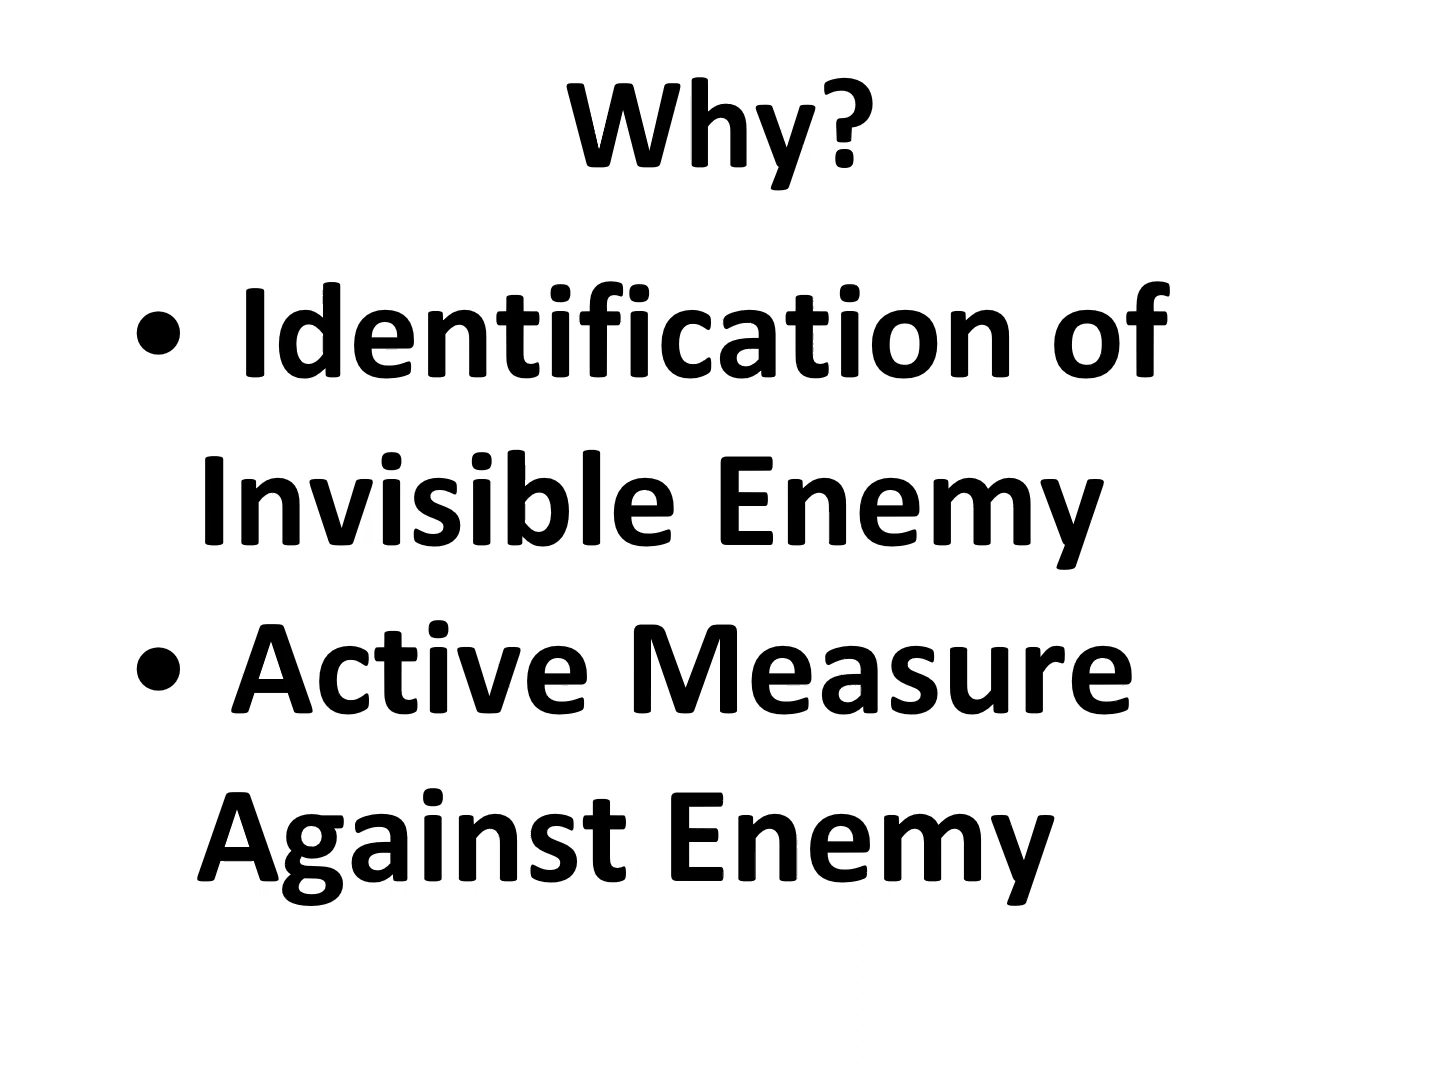 Why?
• Identification of
Invisible Enemy
• Active Measure
Against Enemy